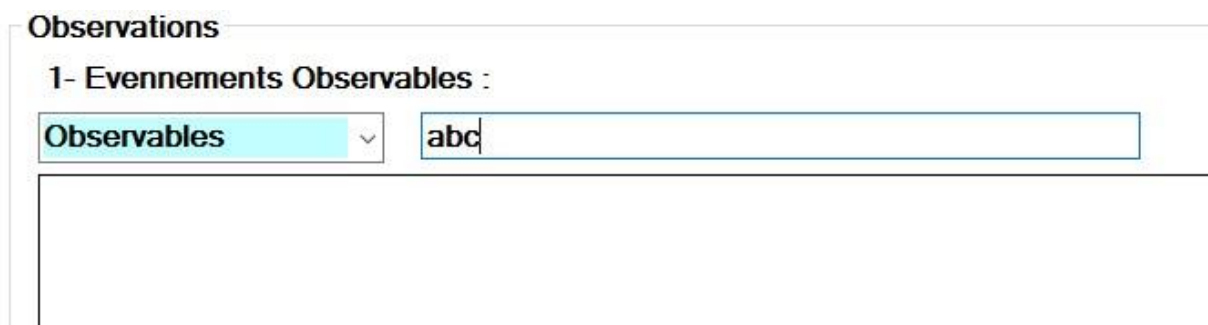 Observations
1- Evennements Observables :
Observables abc